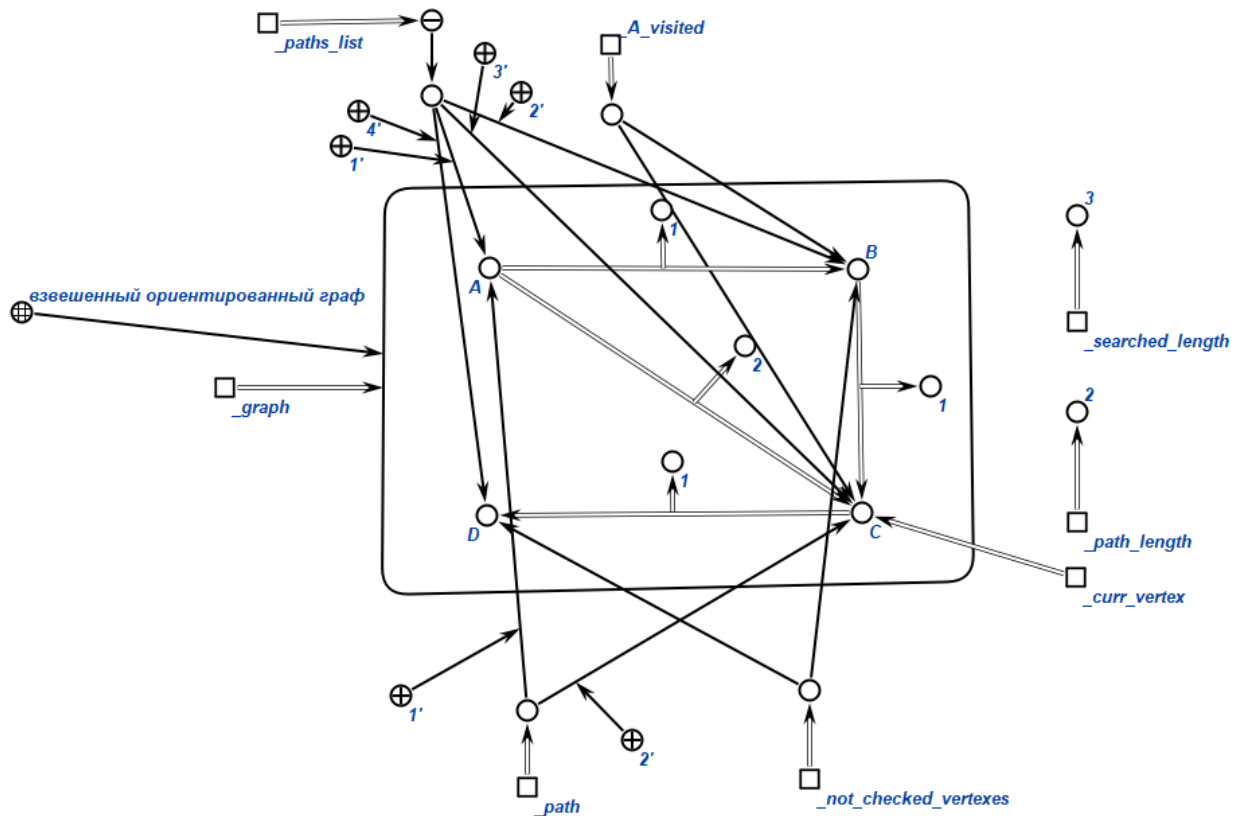 _paths_list
_A_visited
3'
2'
4'
1'
3
1
B
A
взвешенный ориентированный граф
_searched_length
2
2
1
_graph
1
D
C
_path_length
_curr_vertex
1'
2'
_path
_not_checked_vertexes